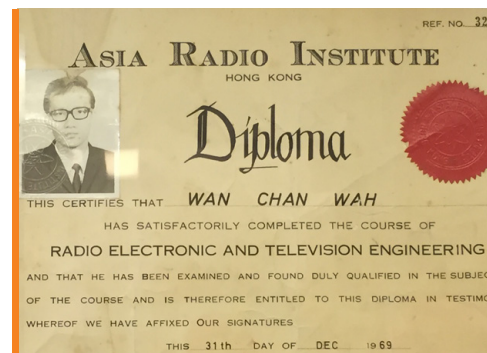 REF. NO. 32
ASIA RADIO INSTITUTE
HONG KONG
Diploma
THIS CERTIFIES THAT WAN CHAN WAH
HAS SATISFACTORILY COMPLETED THE COURSE OF
RADIO ELECTRONIC AND TELEVISION ENGINEERING
AND THAT HE HAS BEEN EXAMINED AND FOUND DULY QUALIFIED IN THE SUBJEC
OF THE COURSE AND IS THEREFORE ENTITLED TO THIS DIPLOMA IN TESTIMO
WHEREOF WE HAVE AFFIXED OUR SIGNATURES
THIS 31th DAY OF DEC 1969